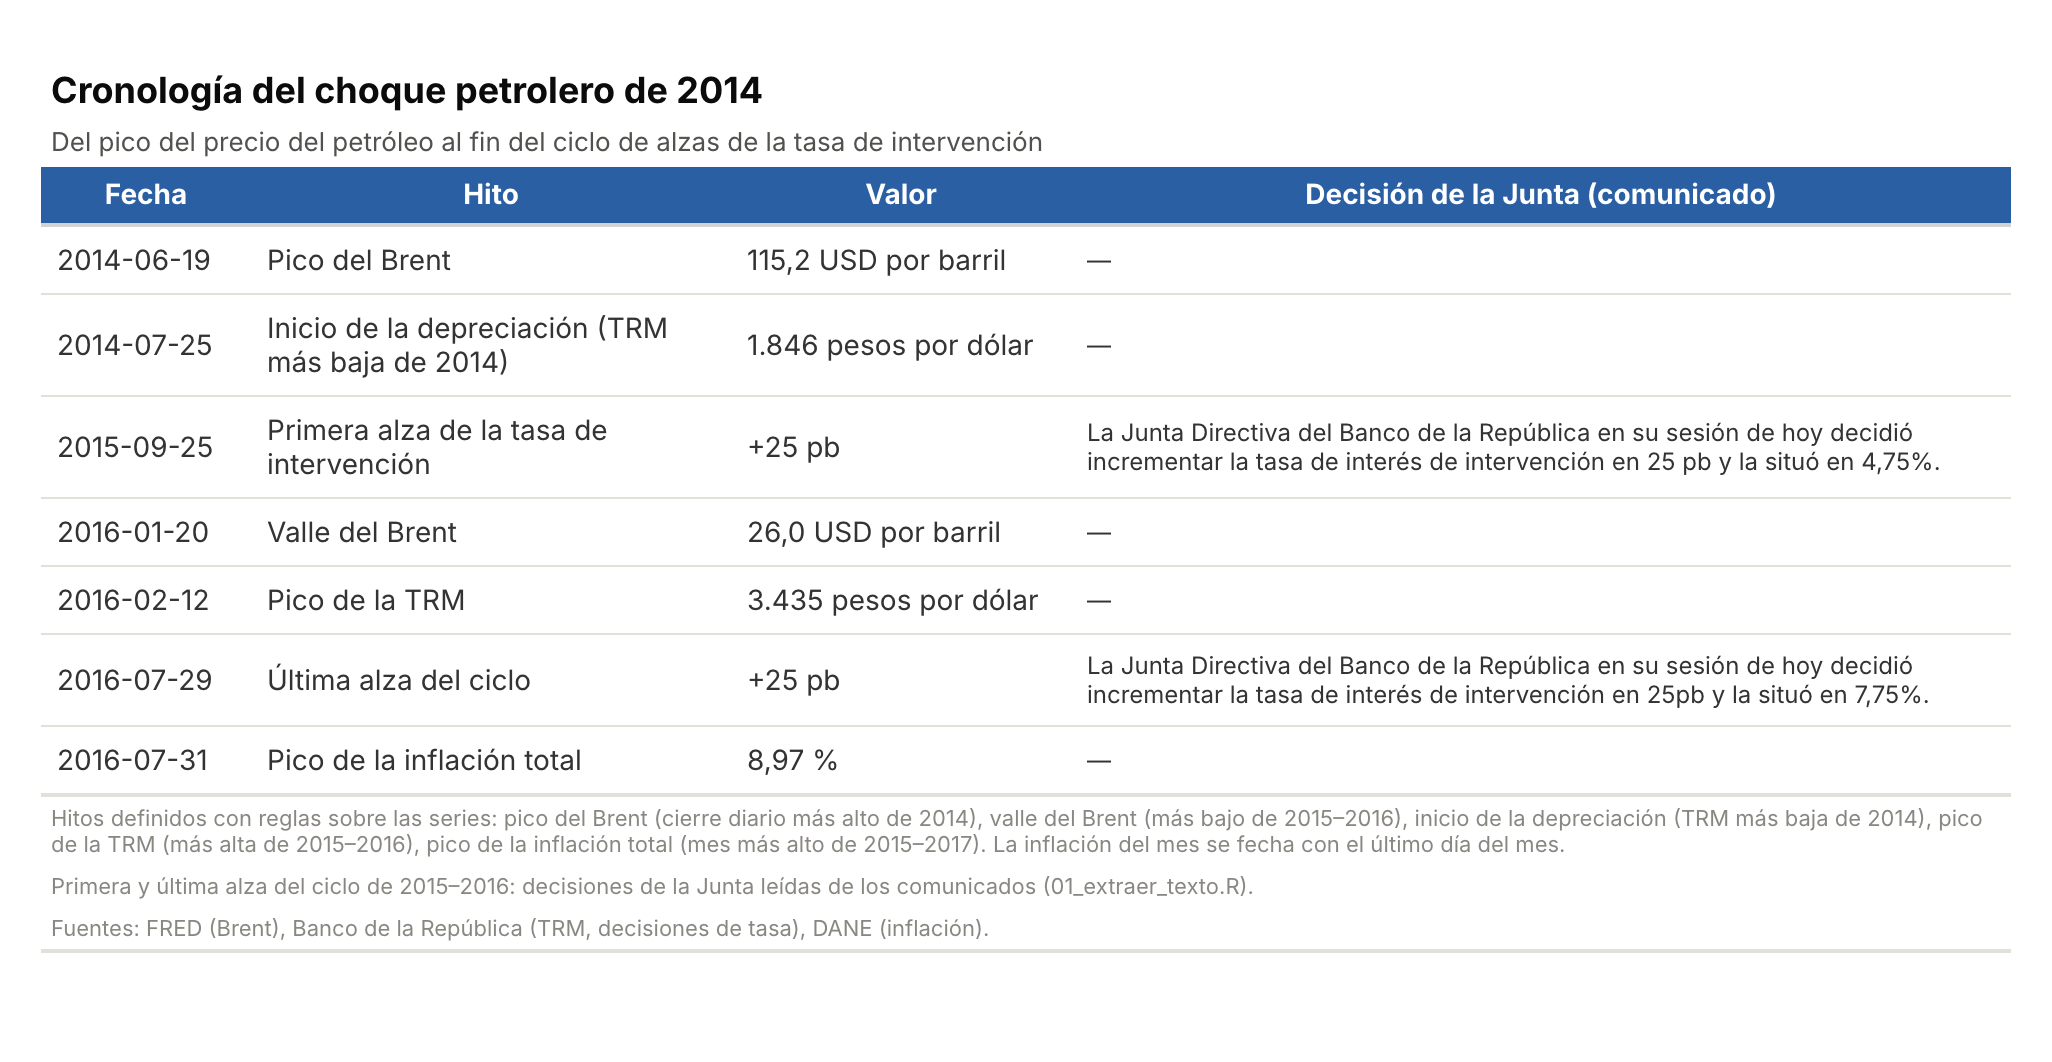 Cronología del choque petrolero de 2014
Del pico del precio del petróleo al fin del ciclo de alzas de la tasa de intervención
Fecha Hito Valor Decisión de la Junta (comunicado)
2014-06-19 Pico del Brent 115,2 USD por barril —
2014-07-25 Inicio de la depreciación (TRM
más baja de 2014) 1.846 pesos por dólar —
2015-09-25 Primera alza de la tasa de
intervención +25 pb La Junta Directiva del Banco de la República en su sesión de hoy decidió
incrementar la tasa de interés de intervención en 25 pb y la situó en 4,75%.
2016-01-20 Valle del Brent 26,0 USD por barril —
2016-02-12 Pico de la TRM 3.435 pesos por dólar —
2016-07-29 Última alza del ciclo +25 pb La Junta Directiva del Banco de la República en su sesión de hoy decidió
incrementar la tasa de interés de intervención en 25pb y la situó en 7,75%.
2016-07-31 Pico de la inflación total 8,97 % —
Hitos definidos con reglas sobre las series: pico del Brent (cierre diario más alto de 2014), valle del Brent (más bajo de 2015–2016), inicio de la depreciación (TRM más baja de 2014), pico
de la TRM (más alta de 2015–2016), pico de la inflación total (mes más alto de 2015–2017). La inflación del mes se fecha con el último día del mes.
Primera y última alza del ciclo de 2015–2016: decisiones de la Junta leídas de los comunicados (01_extraer_texto.R).
Fuentes: FRED (Brent), Banco de la República (TRM, decisiones de tasa), DANE (inflación).